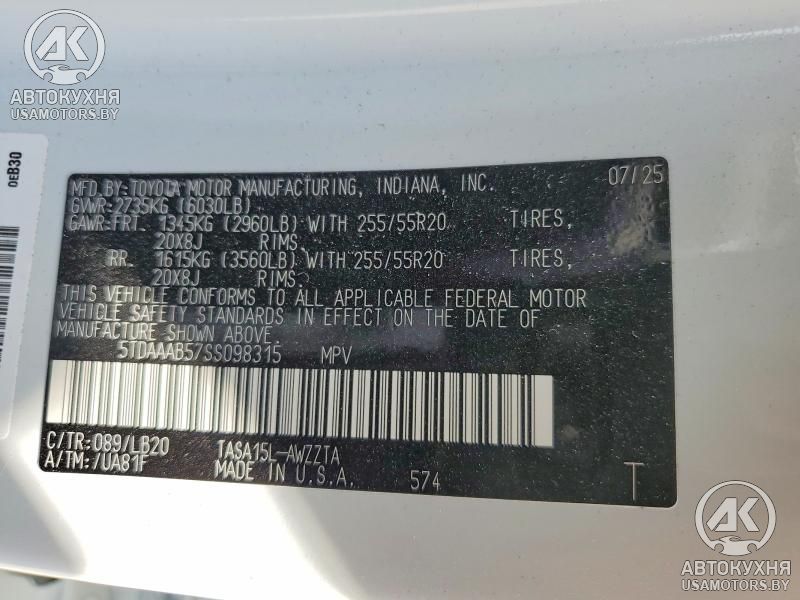 AK
АВТОКУХНЯ
USAMOTORS.BY
0EB30
MFD.BY:TOYOTA MOTOR MANUFACTURING, INDIANA, INC. 07/25
GVWR:2735KG (6030LB)
GAWR:FRT. 1345KG (2960LB) WITH 255/55R20 TIRES,
20X8J RIMS.
RR. 1615KG (3560LB) WITH 255/55R20 TIRES,
20X8J RIMS.
THIS VEHICLE CONFORMS TO ALL APPLICABLE FEDERAL MOTOR
VEHICLE SAFETY STANDARDS IN EFFECT ON THE DATE OF
MANUFACTURE SHOWN ABOVE.
5TDAAAB57SS098315 MPV
C/TR:089/LB20 TASA15L-AWZZTA
A/TM:/UA81F MADE IN U.S.A. 574 T
AK
АВТОКУХНЯ
USAMOTORS.BY